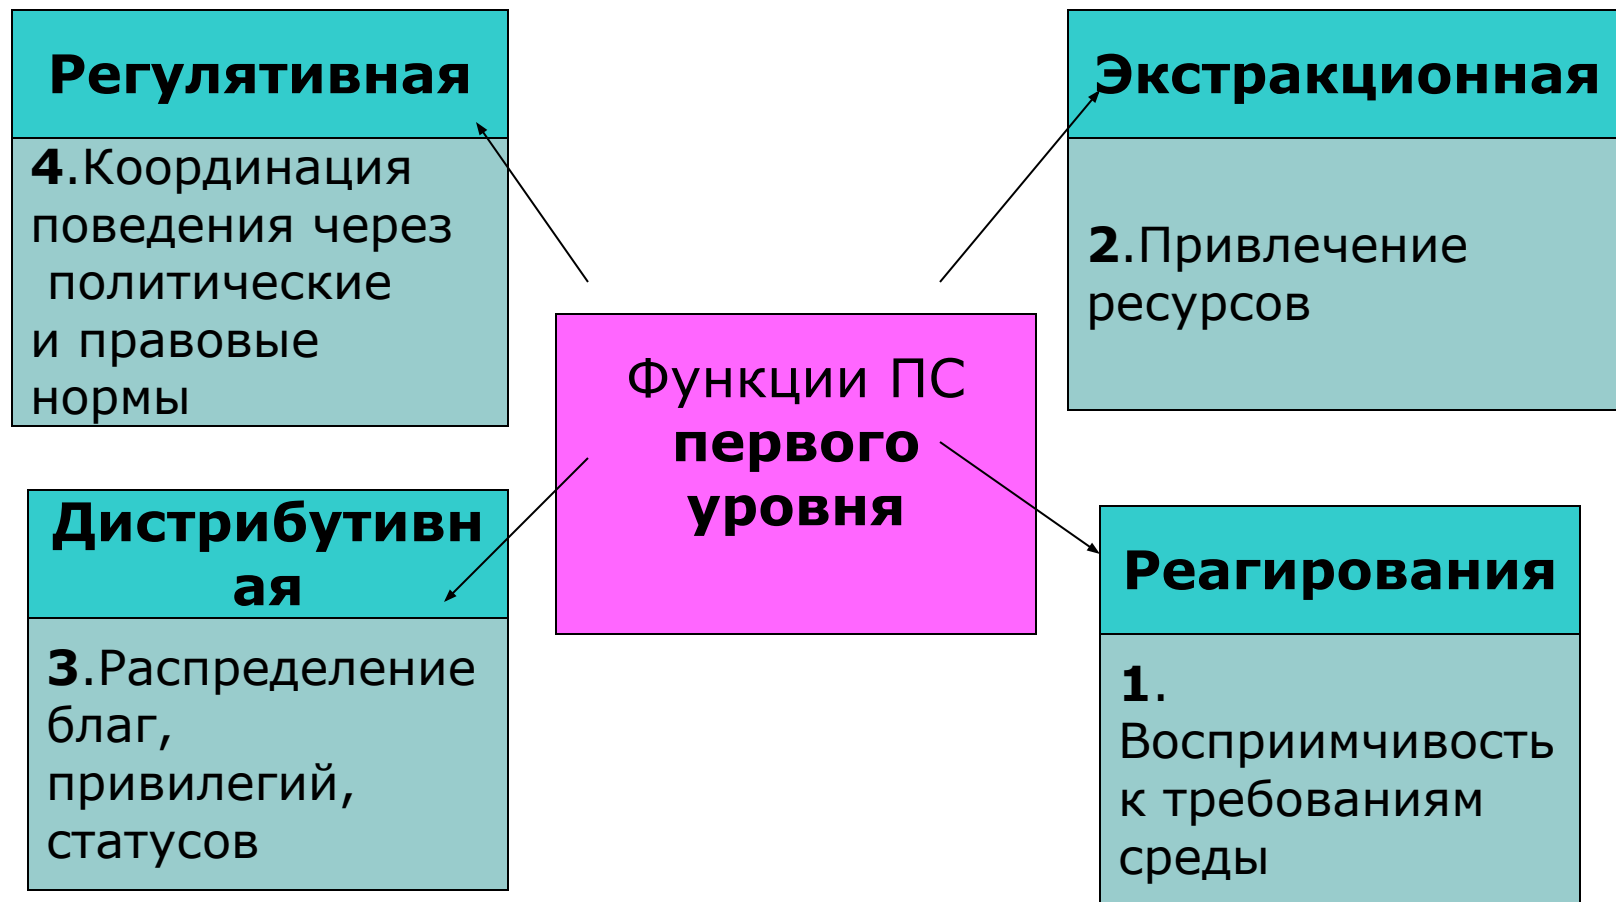 Регулятивная
4.Координация
поведения через
политические
и правовые
нормы
Экстракционная
2.Привлечение
ресурсов
Функции ПС
первого
уровня
Дистрибутивн
ая
3.Распределение
благ,
привилегий,
статусов
Реагирования
1.
Восприимчивость
к требованиям
среды